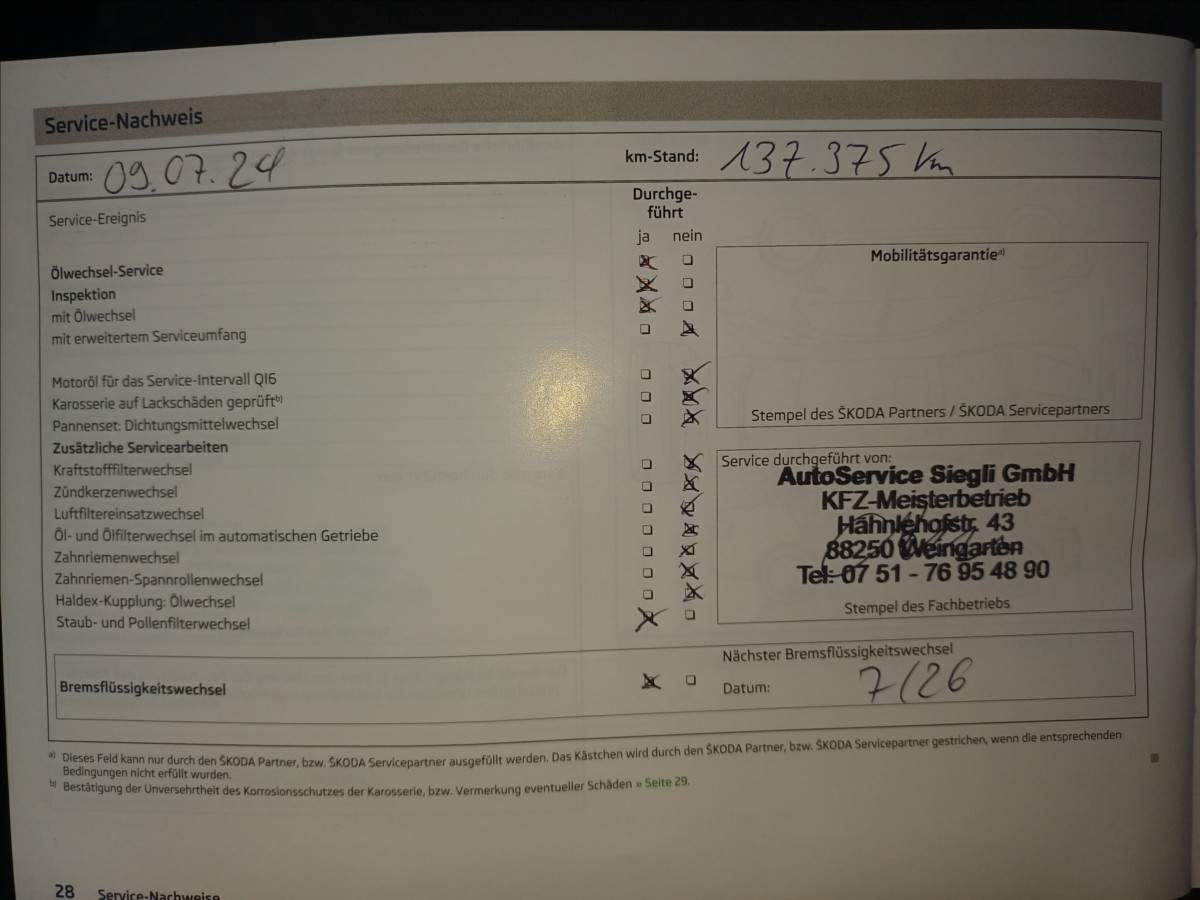 Service-Nachweis
Datum: 09.07.24 km-Stand: 137.375 km
Service-Ereignis
Durchge-
führt
ja nein
Ölwechsel-Service
Inspektion
mit Ölwechsel
mit erweitertem Serviceumfang
Motoröl für das Service-Intervall QI6
Karosserie auf Lackschäden geprüftb)
Pannenset: Dichtungsmittelwechsel
Zusätzliche Servicearbeiten
Kraftstofffilterwechsel
Zündkerzenwechsel
Luftfiltereinsatzwechsel
Öl- und Ölfilterwechsel im automatischen Getriebe
Zahnriemenwechsel
Zahnriemen-Spannrollenwechsel
Haldex-Kupplung: Ölwechsel
Staub- und Pollenfilterwechsel
Mobilitätsgarantiea)
Stempel des ŠKODA Partners / ŠKODA Servicepartners
Service durchgeführt von:
AutoService Siegli GmbH
KFZ-Meisterbetrieb
Hähnlehofstr. 43
88250 Weingarten
Tel: 07 51 - 76 95 48 90
Stempel des Fachbetriebs
Bremsflüssigkeitswechsel
Nächster Bremsflüssigkeitswechsel
Datum: 7/26
a) Dieses Feld kann nur durch den ŠKODA Partner, bzw. ŠKODA Servicepartner ausgefüllt werden. Das Kästchen wird durch den ŠKODA Partner, bzw. ŠKODA Servicepartner gestrichen, wenn die entsprechenden
Bedingungen nicht erfüllt wurden.
b) Bestätigung der Unversehrtheit des Korrosionsschutzes der Karosserie, bzw. Vermerkung eventueller Schäden » Seite 29.
28 Service-Nachweise